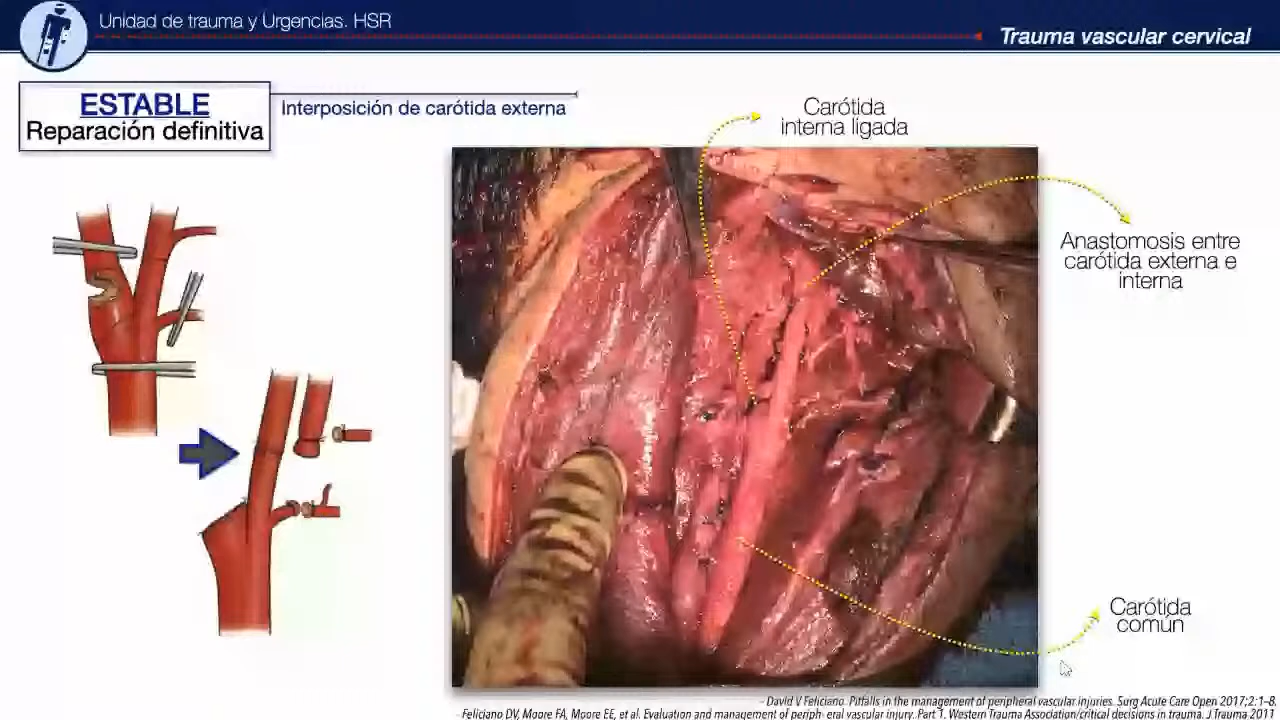 Unidad de trauma y Urgencias. HSR
Trauma vascular cervical
ESTABLE
Reparación definitiva
Interposición de carótida externa
Carótida
interna ligada
Anastomosis entre
carótida externa e
interna
Carótida
común
- David V Feliciano. Pitfalls in the management of peripheral vascular injuries. Surg Acute Care Open 2017;2:1–8.
- Feliciano DV, Moore FA, Moore EE, et al. Evaluation and management of periph- eral vascular injury. Part 1. Western Trauma Association/critical decisions in trauma. J Trauma 2011